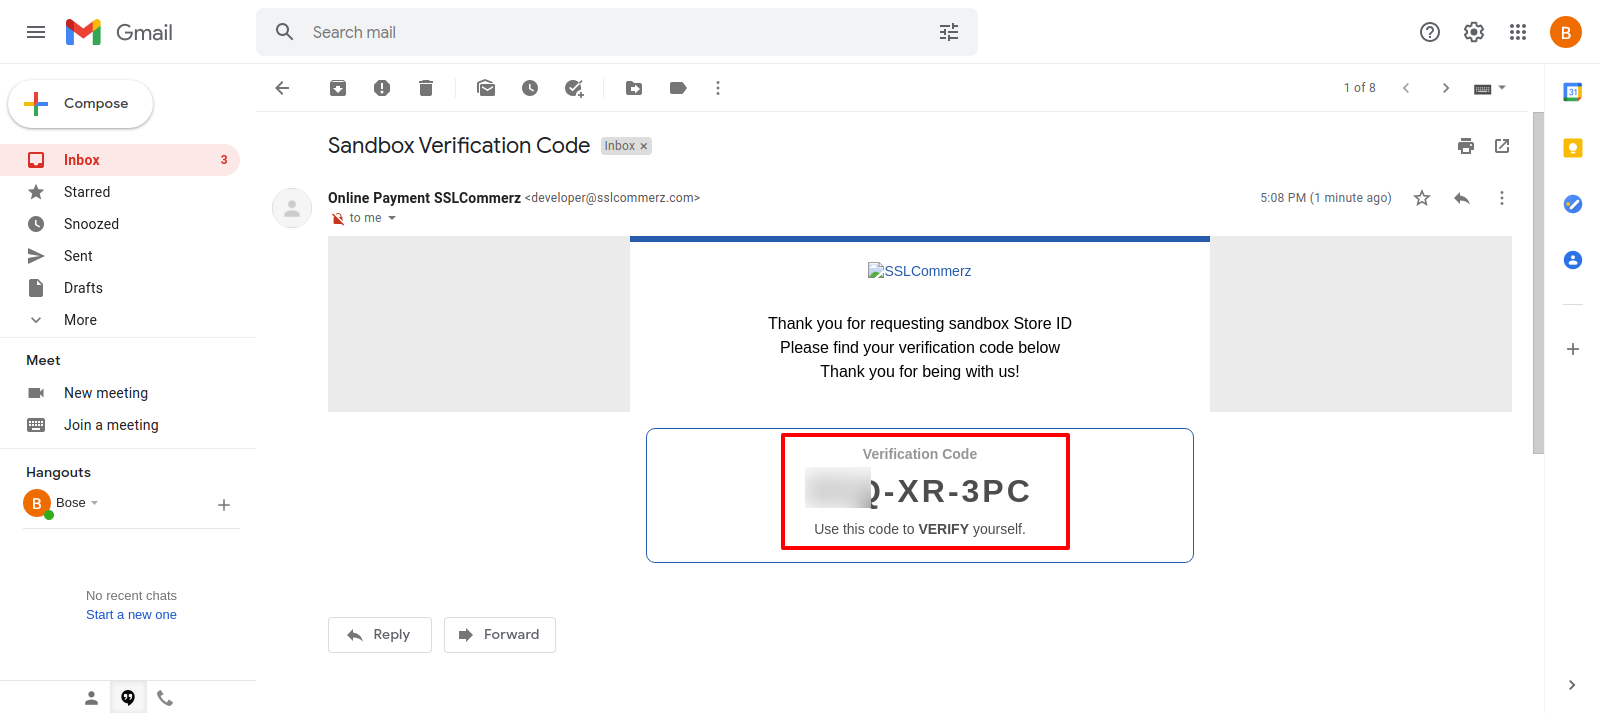 Gmail
Search mail
B
Compose
1 of 8
31
Inbox 3
Starred
Snoozed
Sent
Drafts
More
Meet
New meeting
Join a meeting
Hangouts
B Bose
No recent chats
Start a new one
Sandbox Verification Code Inbox ×
Online Payment SSLCommerz <developer@sslcommerz.com> 5:08 PM (1 minute ago)
to me
SSLCommerz
Thank you for requesting sandbox Store ID
Please find your verification code below
Thank you for being with us!
Verification Code
Q-XR-3PC
Use this code to VERIFY yourself.
Reply Forward